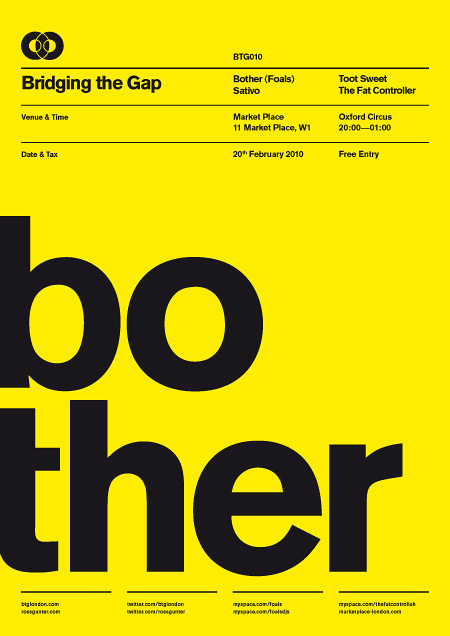 BTG010
Bridging the Gap
Bother (Foals)
Sativo
Toot Sweet
The Fat Controller
Venue & Time
Market Place
11 Market Place, W1
Oxford Circus
20:00—01:00
Date & Tax
20th February 2010
Free Entry
bo
ther
btglondon.com
rossgunter.com
twitter.com/btglondon
twitter.com/rossgunter
myspace.com/foals
myspace.com/foalsdjs
myspace.com/thefatcontrollah
marketplace-london.com